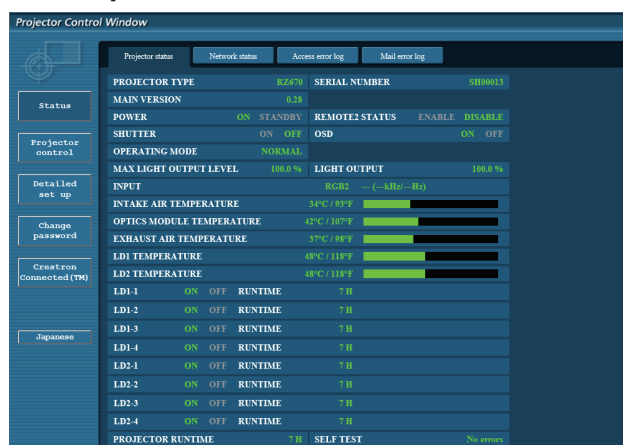 Projector Control Window
Projector status Network status Access error log Mail error log
Status
Projector
control
Detailed
set up
Change
password
Crestron
Connected(TM)
Japanese
PROJECTOR TYPE RZ670 SERIAL NUMBER SH00013
MAIN VERSION 0.28
POWER ON STANDBY REMOTE2 STATUS ENABLE DISABLE
SHUTTER ON OFF OSD ON OFF
OPERATING MODE NORMAL
MAX LIGHT OUTPUT LEVEL 100.0 % LIGHT OUTPUT 100.0 %
INPUT RGB2 --- (---kHz/---Hz)
INTAKE AIR TEMPERATURE 34°C / 93°F
OPTICS MODULE TEMPERATURE 42°C / 107°F
EXHAUST AIR TEMPERATURE 37°C / 98°F
LD1 TEMPERATURE 48°C / 118°F
LD2 TEMPERATURE 48°C / 118°F
LD1-1 ON OFF RUNTIME 7 H
LD1-2 ON OFF RUNTIME 7 H
LD1-3 ON OFF RUNTIME 7 H
LD1-4 ON OFF RUNTIME 7 H
LD2-1 ON OFF RUNTIME 7 H
LD2-2 ON OFF RUNTIME 7 H
LD2-3 ON OFF RUNTIME 7 H
LD2-4 ON OFF RUNTIME 7 H
PROJECTOR RUNTIME 7 H SELF TEST No errors